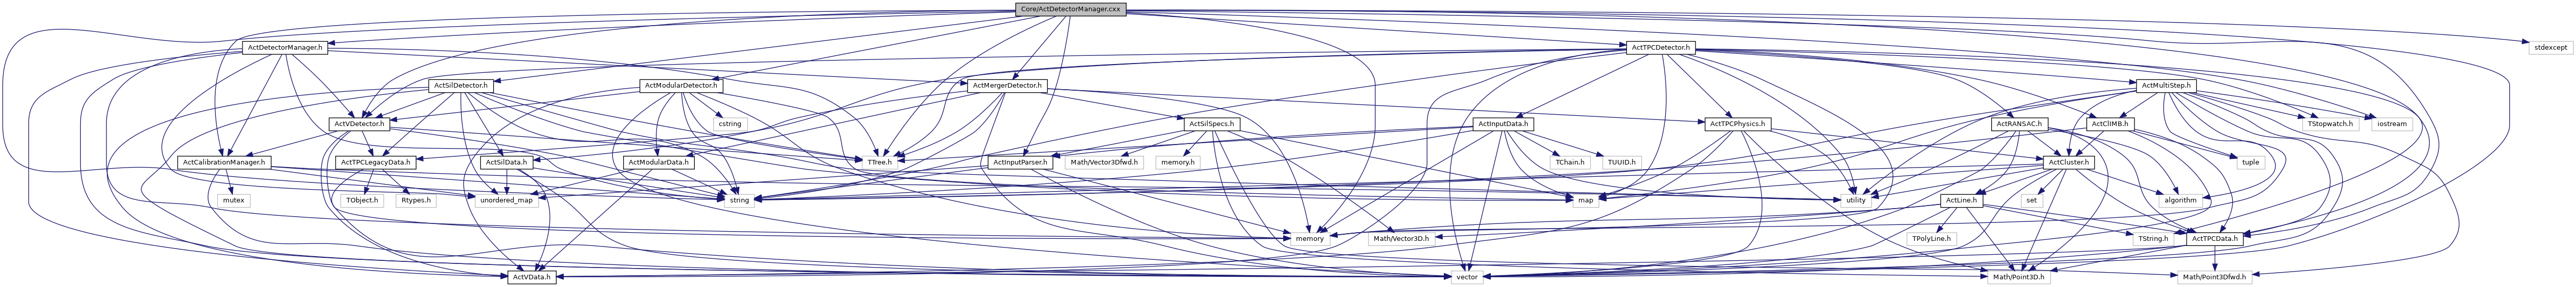 Core/ActDetectorManager.cxx
ActDetectorManager.h
ActTPCDetector.h
stdexcept
ActSilDetector.h
ActModularDetector.h
ActMergerDetector.h
ActMultiStep.h
ActVDetector.h
cstring
ActSilSpecs.h
ActInputData.h
ActTPCPhysics.h
ActRANSAC.h
ActCliMB.h
TStopwatch.h
iostream
ActCalibrationManager.h
ActTPCLegacyData.h
ActSilData.h
ActModularData.h
TTree.h
ActInputParser.h
Math/Vector3Dfwd.h
memory.h
TChain.h
TUUID.h
ActCluster.h
tuple
mutex
TObject.h
Rtypes.h
unordered_map
string
map
utility
ActLine.h
set
algorithm
memory
Math/Vector3D.h
TPolyLine.h
TString.h
ActTPCData.h
ActVData.h
vector
Math/Point3D.h
Math/Point3Dfwd.h